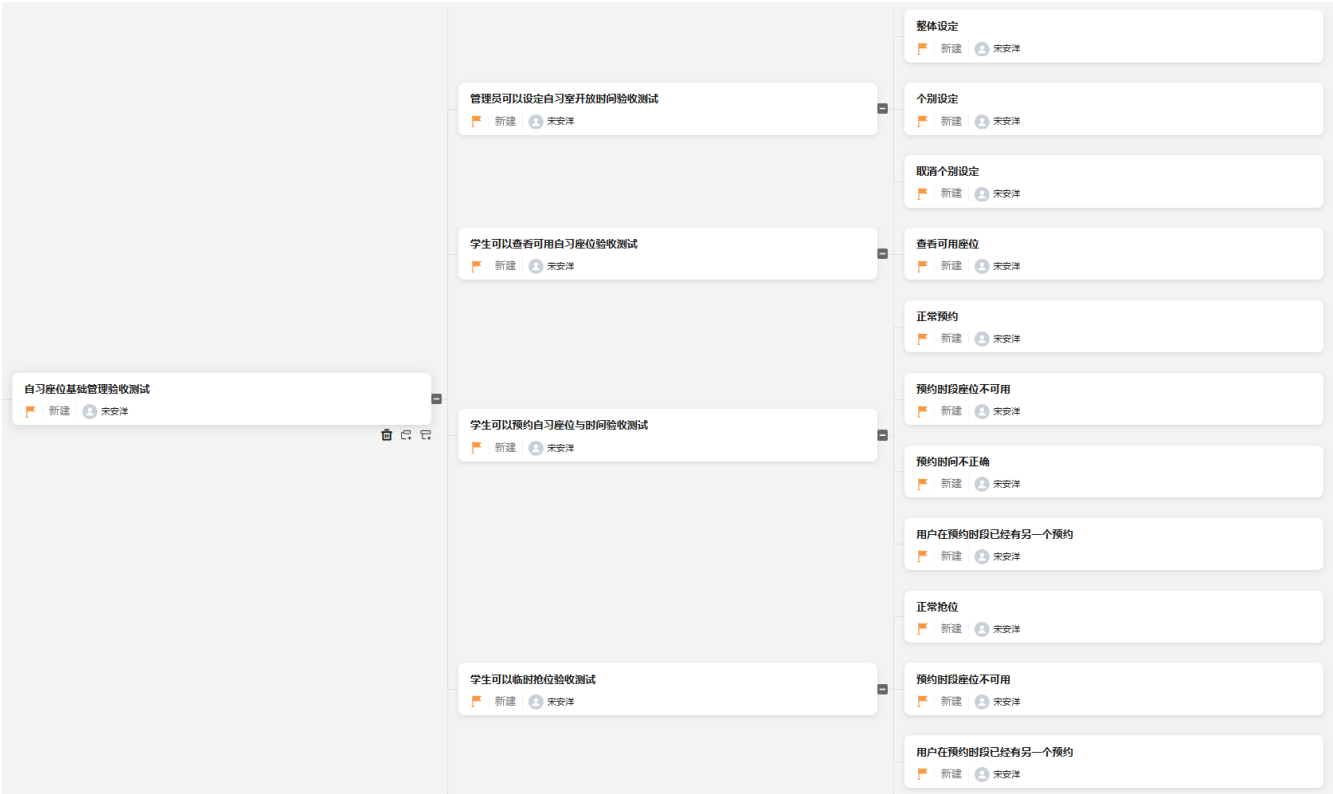 自习座位基础管理验收测试
新建 宋安洋
管理员可以设定自习室开放时间验收测试
新建 宋安洋
整体设定
新建 宋安洋
个别设定
新建 宋安洋
取消个别设定
新建 宋安洋
学生可以查看可用自习座位验收测试
新建 宋安洋
查看可用座位
新建 宋安洋
学生可以预约自习座位与时间验收测试
新建 宋安洋
正常预约
新建 宋安洋
预约时段座位不可用
新建 宋安洋
预约时间不正确
新建 宋安洋
用户在预约时段已经有另一个预约
新建 宋安洋
学生可以临时抢位验收测试
新建 宋安洋
正常抢位
新建 宋安洋
预约时段座位不可用
新建 宋安洋
用户在预约时段已经有另一个预约
新建 宋安洋